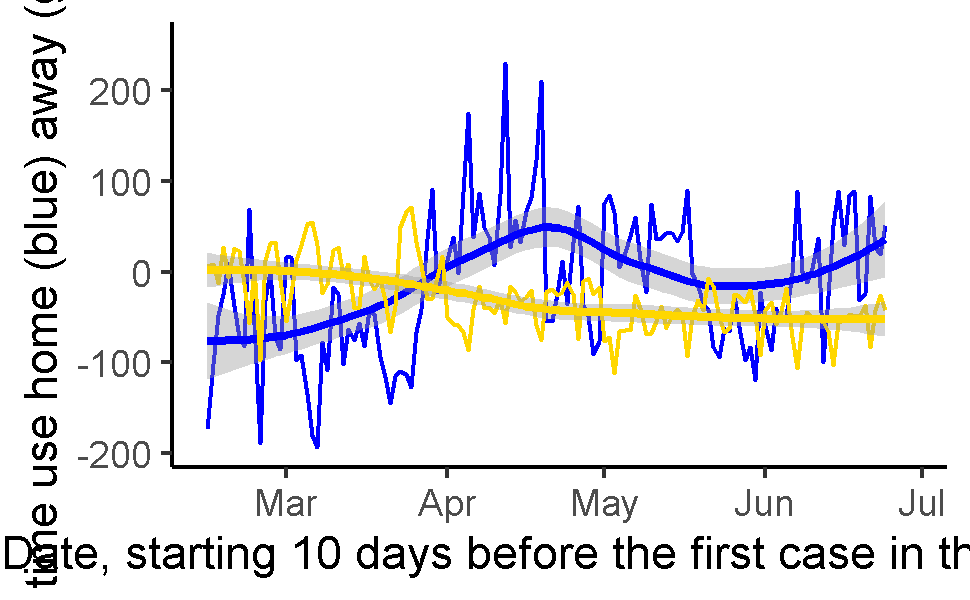 time use home (blue) away (
200
100
0
-100
-200
Mar Apr May Jun Jul
Date, starting 10 days before the first case in th